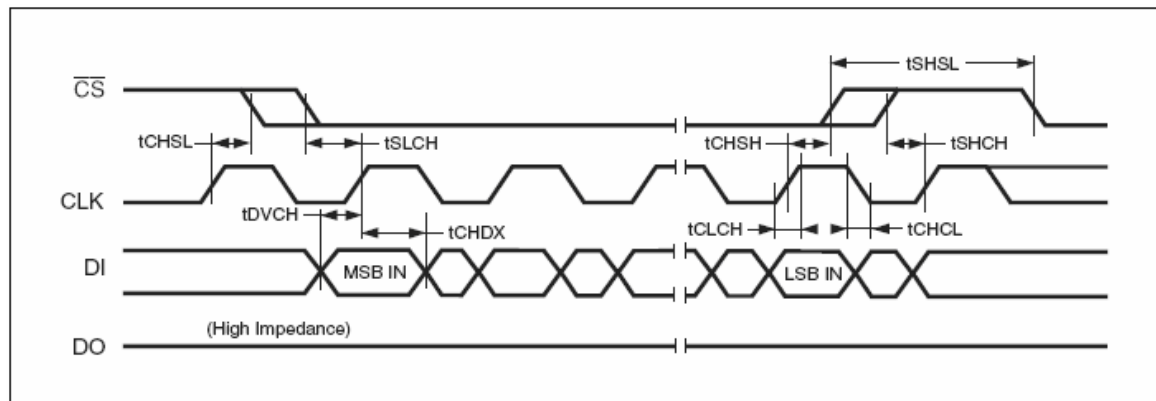 tSHSL
CS
tCHSL
tSLCH
tCHSH
tSHCH
CLK
tDVCH
tCHDX
tCLCH
tCHCL
DI
MSB IN
LSB IN
(High Impedance)
DO